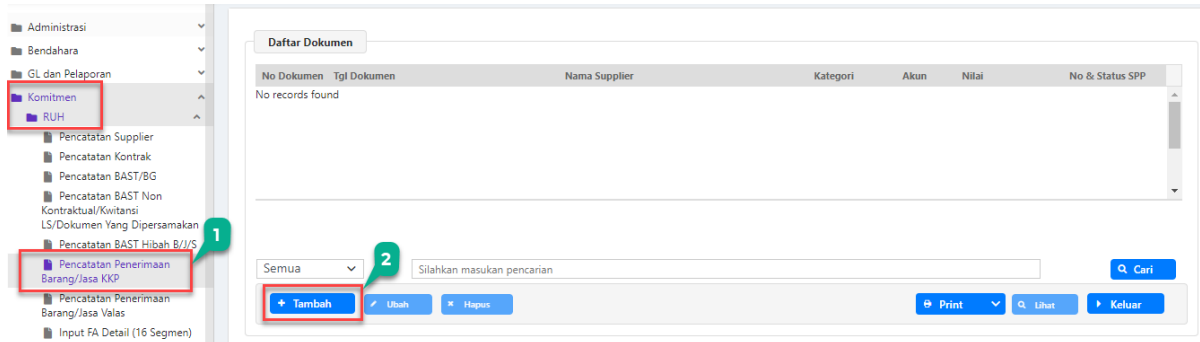 Administrasi
Bendahara
GL dan Pelaporan
Komitmen
RUH
Pencatatan Supplier
Pencatatan Kontrak
Pencatatan BAST/BG
Pencatatan BAST Non
Kontraktual/Kwitansi
LS/Dokumen Yang Dipersamakan
Pencatatan BAST Hibah B/J/S
1
Pencatatan Penerimaan
Barang/Jasa KKP
Pencatatan Penerimaan
Barang/Jasa Valas
Input FA Detail (16 Segmen)
Daftar Dokumen
No Dokumen Tgl Dokumen Nama Supplier Kategori Akun Nilai No & Status SPP
No records found
2
Semua Silahkan masukan pencarian Cari
+ Tambah Ubah Hapus Print Lihat Keluar